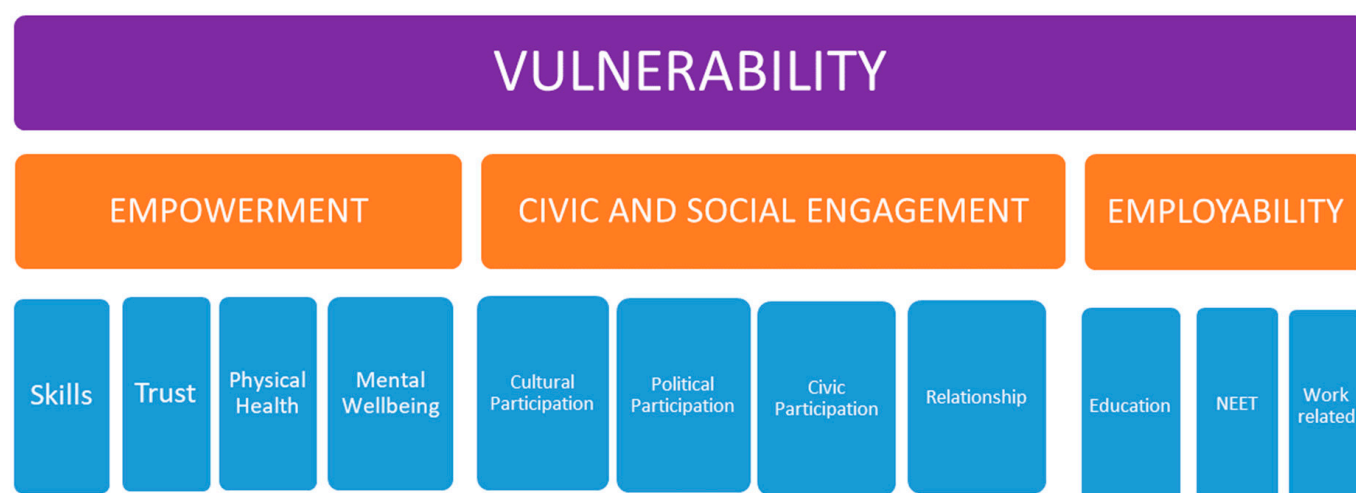 VULNERABILITY
EMPOWERMENT
CIVIC AND SOCIAL ENGAGEMENT
EMPLOYABILITY
Skills
Trust
Physical
Health
Mental
Wellbeing
Cultural
Participation
Political
Participation
Civic
Participation
Relationship
Education
NEET
Work
related